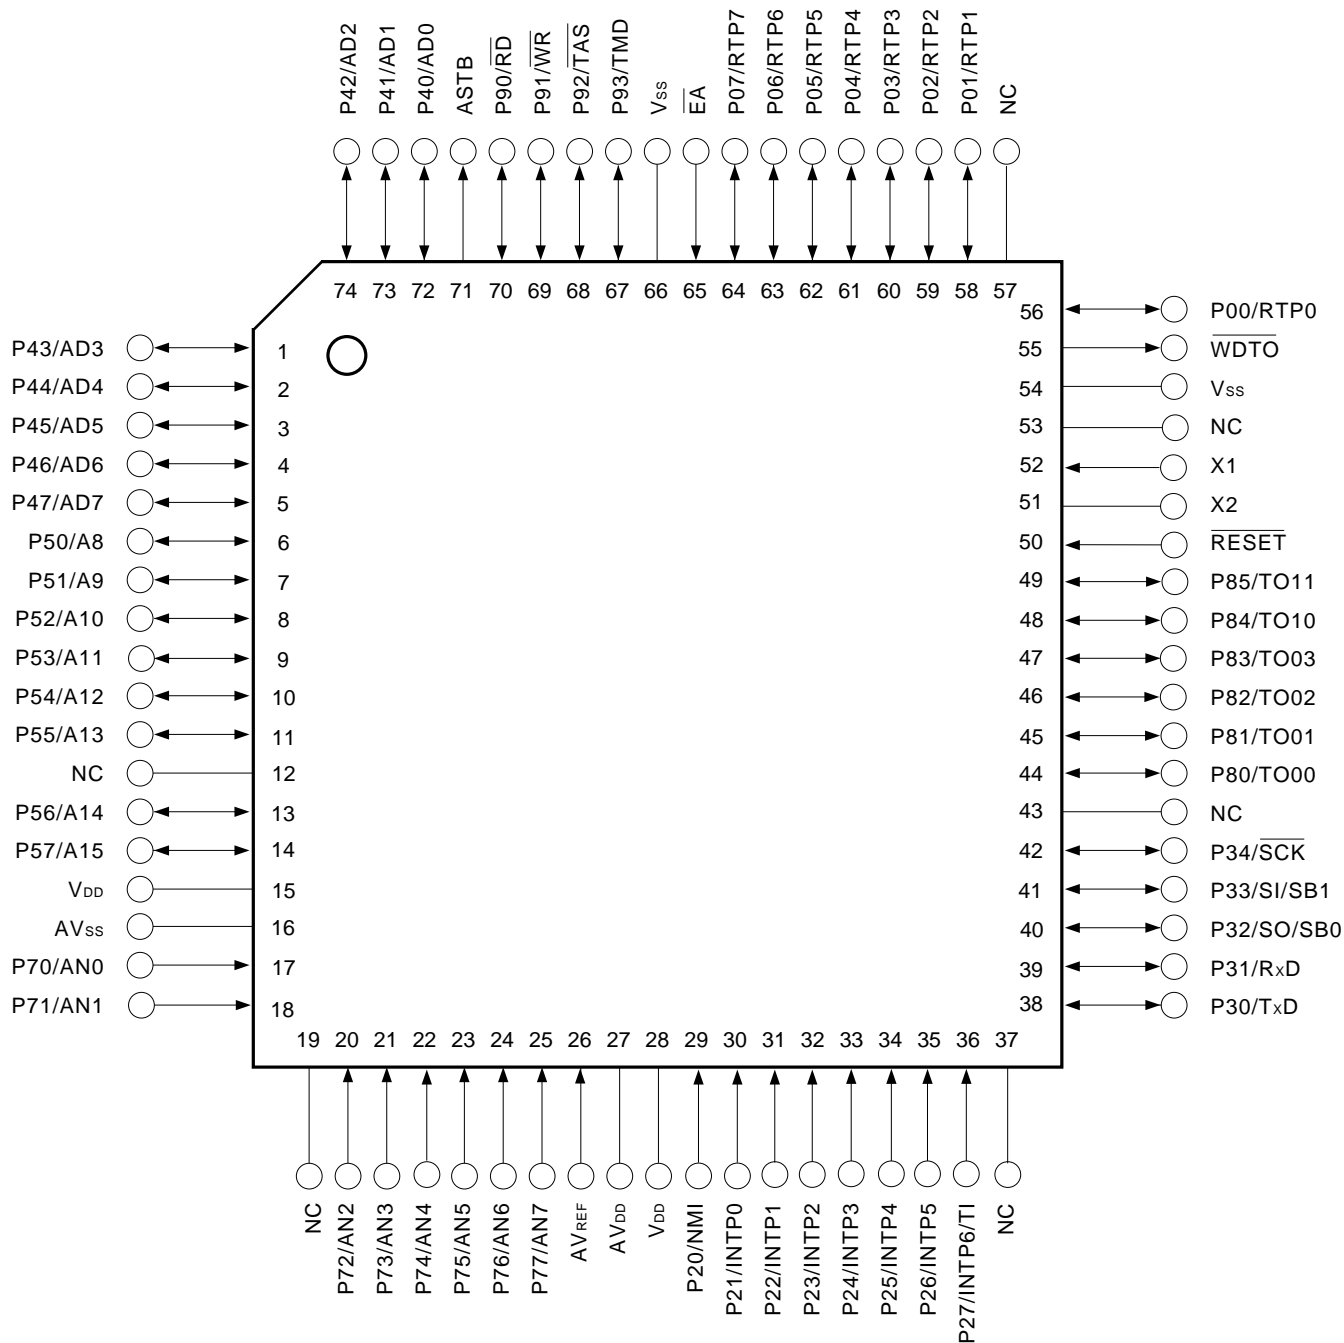 P42/AD2
P41/AD1
P40/AD0
ASTB
P90/RD
P91/WR
P92/TAS
P93/TMD
Vss
EA
P07/RTP7
P06/RTP6
P05/RTP5
P04/RTP4
P03/RTP3
P02/RTP2
P01/RTP1
NC
74 73 72 71 70 69 68 67 66 65 64 63 62 61 60 59 58 57
P43/AD3 1
P44/AD4 2
P45/AD5 3
P46/AD6 4
P47/AD7 5
P50/A8 6
P51/A9 7
P52/A10 8
P53/A11 9
P54/A12 10
P55/A13 11
NC 12
P56/A14 13
P57/A15 14
VDD 15
AVss 16
P70/AN0 17
P71/AN1 18
56 P00/RTP0
55 WDTO
54 Vss
53 NC
52 X1
51 X2
50 RESET
49 P85/TO11
48 P84/TO10
47 P83/TO03
46 P82/TO02
45 P81/TO01
44 P80/TO00
43 NC
42 P34/SCK
41 P33/SI/SB1
40 P32/SO/SB0
39 P31/RxD
38 P30/TxD
19 20 21 22 23 24 25 26 27 28 29 30 31 32 33 34 35 36 37
NC
P72/AN2
P73/AN3
P74/AN4
P75/AN5
P76/AN6
P77/AN7
AVREF
AVDD
VDD
P20/NMI
P21/INTP0
P22/INTP1
P23/INTP2
P24/INTP3
P25/INTP4
P26/INTP5
P27/INTP6/TI
NC